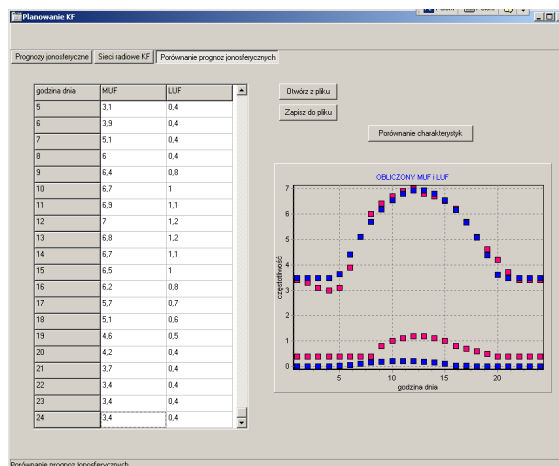 Planowanie KF
Prognozy jonosferyczne Sieci radiowe KF Porównanie prognoz jonosferycznych
godzina dnia MUF LUF
5 3,1 0,4
6 3,9 0,4
7 5,1 0,4
8 6 0,4
9 6,4 0,8
10 6,7 1
11 6,9 1,1
12 7 1,2
13 6,8 1,2
14 6,7 1,1
15 6,5 1
16 6,2 0,8
17 5,7 0,7
18 5,1 0,6
19 4,6 0,5
20 4,2 0,4
21 3,7 0,4
22 3,4 0,4
23 3,4 0,4
24 3,4 0,4
Otwórz z pliku
Zapisz do pliku
Porównanie charakterystyk
OBLICZONY MUF i LUF
częstotliwość
7
6
5
4
3
2
1
0
5 10 15 20
godzina dnia
Porównanie prognoz jonosferycznych